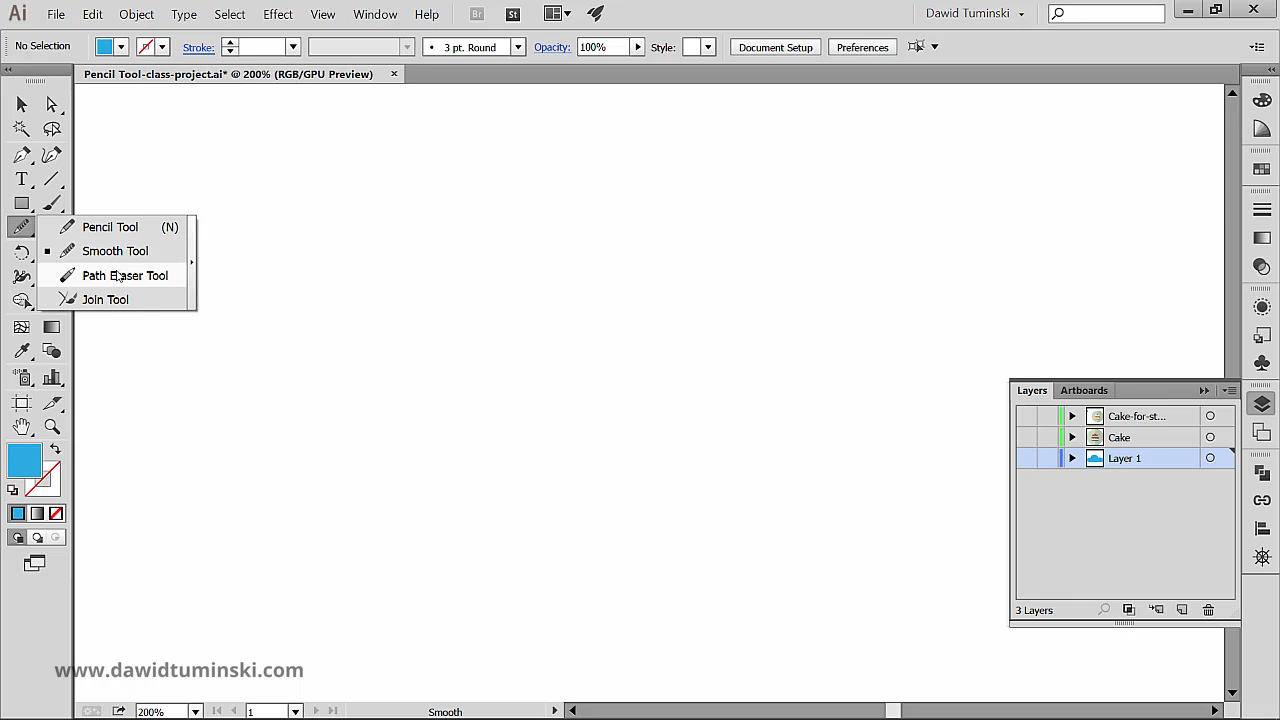 Ai File Edit Object Type Select Effect View Window Help Br St Dawid Tuminski
No Selection Stroke: 3 pt. Round Opacity: 100% Style: Document Setup Preferences
Pencil Tool-class-project.ai* @ 200% (RGB/GPU Preview)
Pencil Tool (N)
Smooth Tool
Path Eraser Tool
Join Tool
Layers Artboards
Cake-for-st...
Cake
Layer 1
3 Layers
www.dawidtuminski.com
200% 1 Smooth